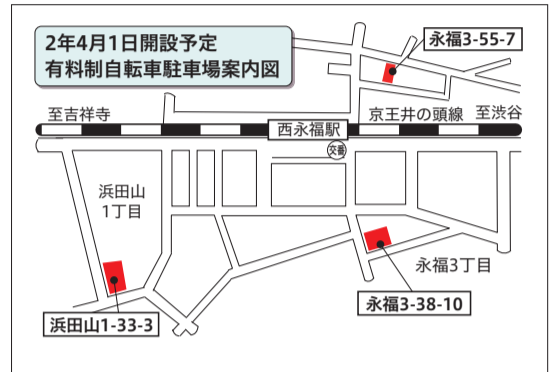 2年4月1日開設予定
有料制自転車駐車場案内図
永福3-55-7
至吉祥寺
西永福駅
京王井の頭線
至渋谷
交番
浜田山
1丁目
永福3丁目
永福3-38-10
浜田山1-33-3